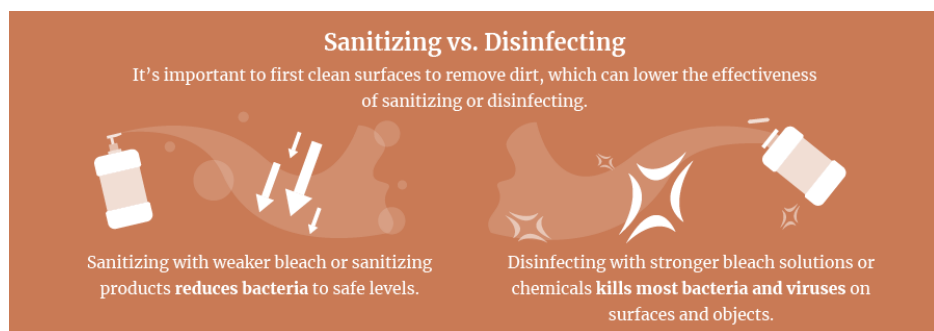 Sanitizing vs. Disinfecting
It’s important to first clean surfaces to remove dirt, which can lower the effectiveness
of sanitizing or disinfecting.
Sanitizing with weaker bleach or sanitizing
products reduces bacteria to safe levels.
Disinfecting with stronger bleach solutions or
chemicals kills most bacteria and viruses on
surfaces and objects.